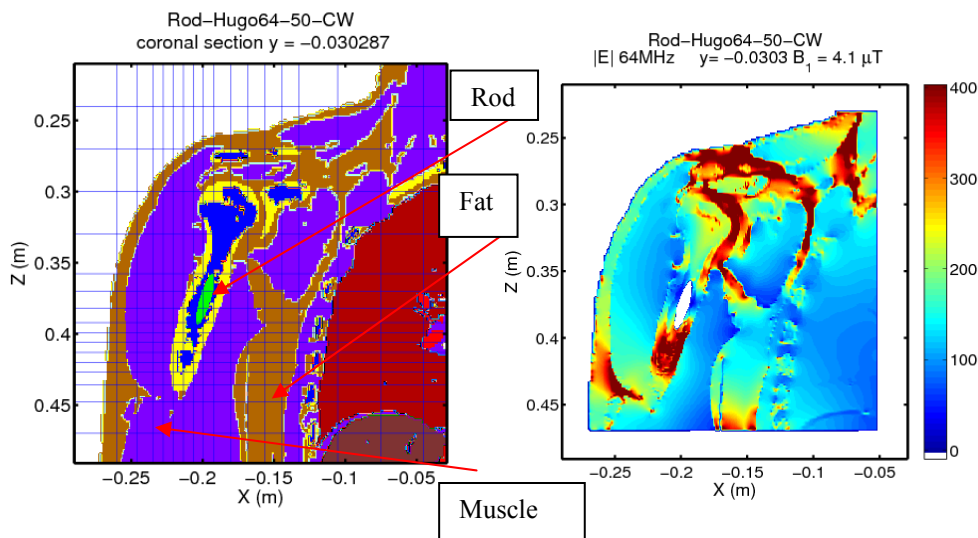 Rod-Hugo64-50-CW
coronal section y = -0.030287
0.25
0.3
0.35
0.4
0.45
Z (m)
-0.25
-0.2
-0.15
-0.1
-0.05
X (m)
Rod
Fat
Muscle
Rod-Hugo64-50-CW
|E| 64MHz y= -0.0303 B1 = 4.1 μT
0.25
0.3
0.35
0.4
0.45
Z (m)
-0.25
-0.2
-0.15
-0.1
-0.05
X (m)
400
300
200
100
0